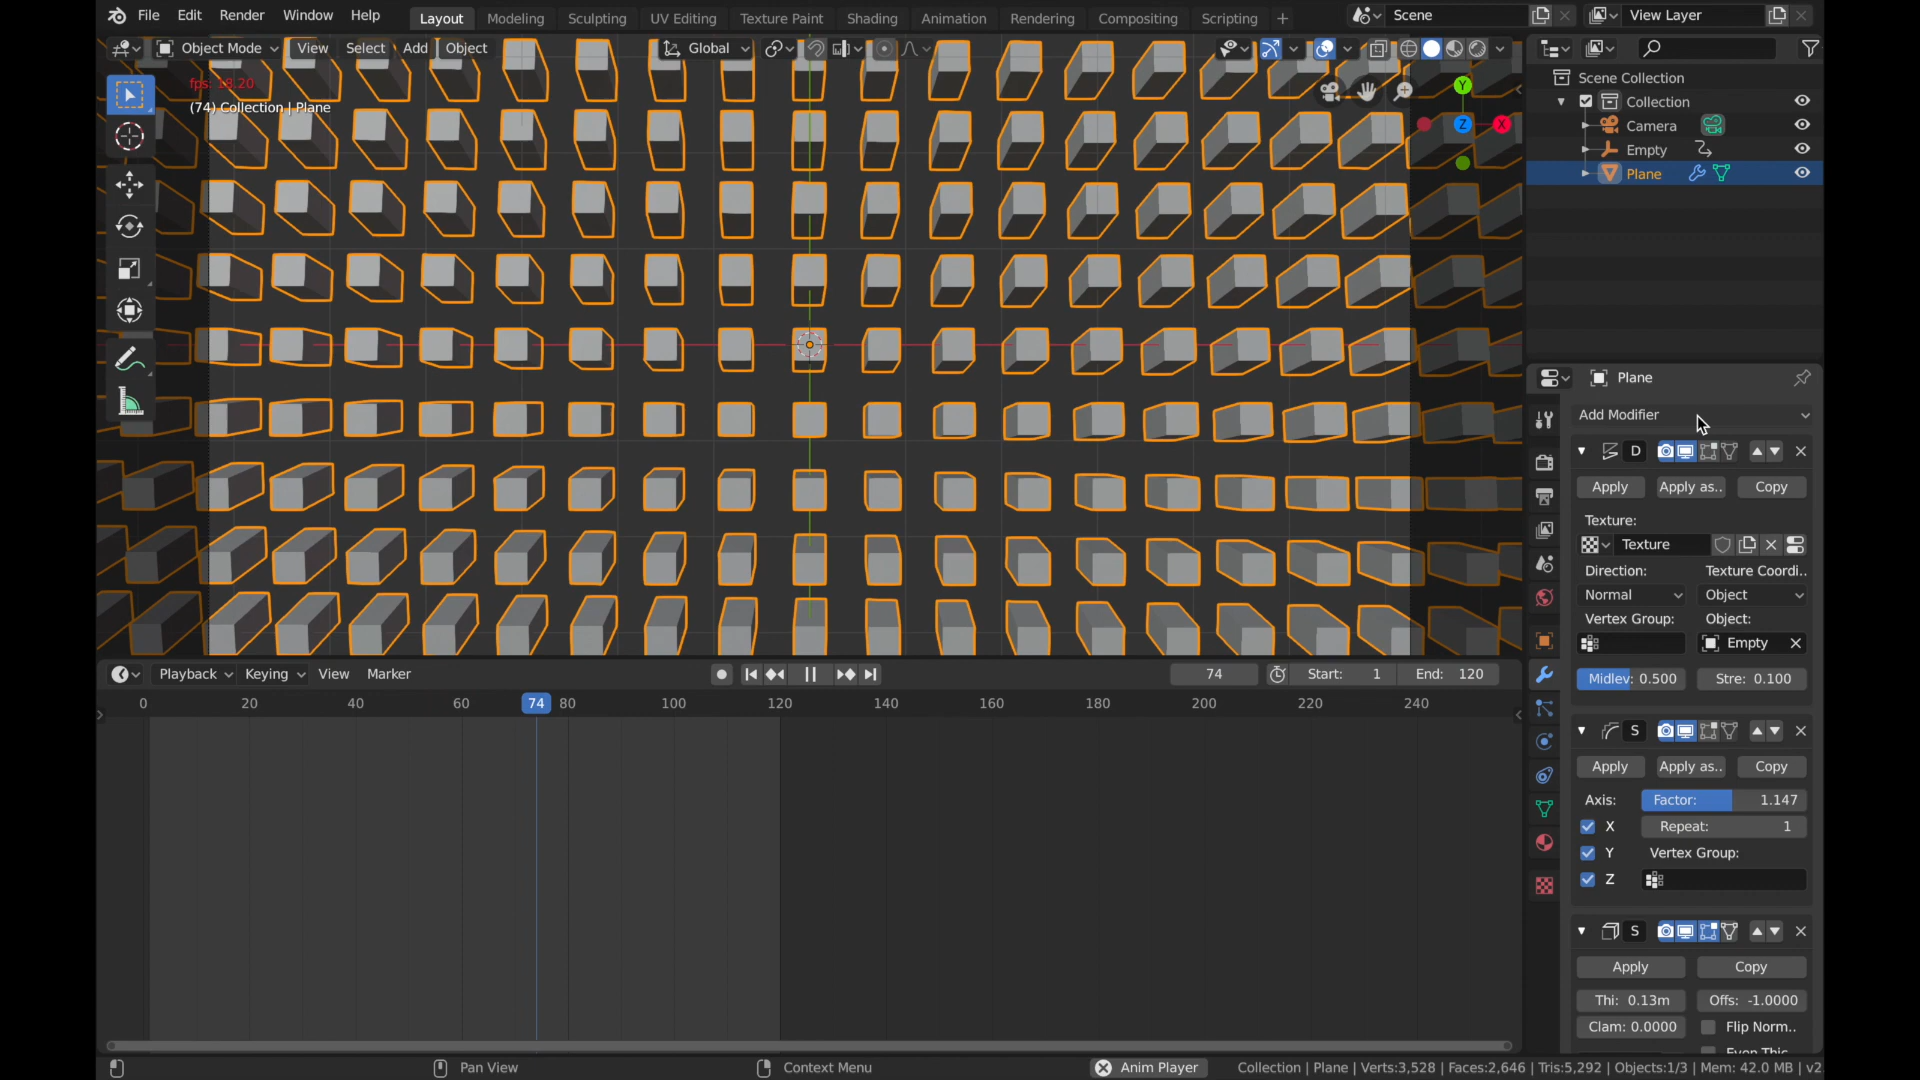 File Edit Render Window Help
Layout Modeling Sculpting UV Editing Texture Paint Shading Animation Rendering Compositing Scripting +
Scene
View Layer
Object Mode View Select Add Object
Global
fps: 18.20
(74) Collection | Plane
Y
Z
X
Scene Collection
Collection
Camera
Empty
Plane
Plane
Add Modifier
D
Apply Apply as.. Copy
Texture:
Texture
Direction: Texture Coordi..
Normal Object
Vertex Group: Object:
Empty
Midlev: 0.500 Stre: 0.100
S
Apply Apply as.. Copy
Axis: Factor: 1.147
X Repeat: 1
Y Vertex Group:
Z
S
Apply Copy
Thi: 0.13m Offs: -1.0000
Clam: 0.0000 Flip Norm..
Even Thic..
Playback Keying View Marker
74 Start: 1 End: 120
0 20 40 60 74 80 100 120 140 160 180 200 220 240
Pan View
Context Menu
Anim Player
Collection | Plane | Verts:3,528 | Faces:2,646 | Tris:5,292 | Objects:1/3 | Mem: 42.0 MB | v2